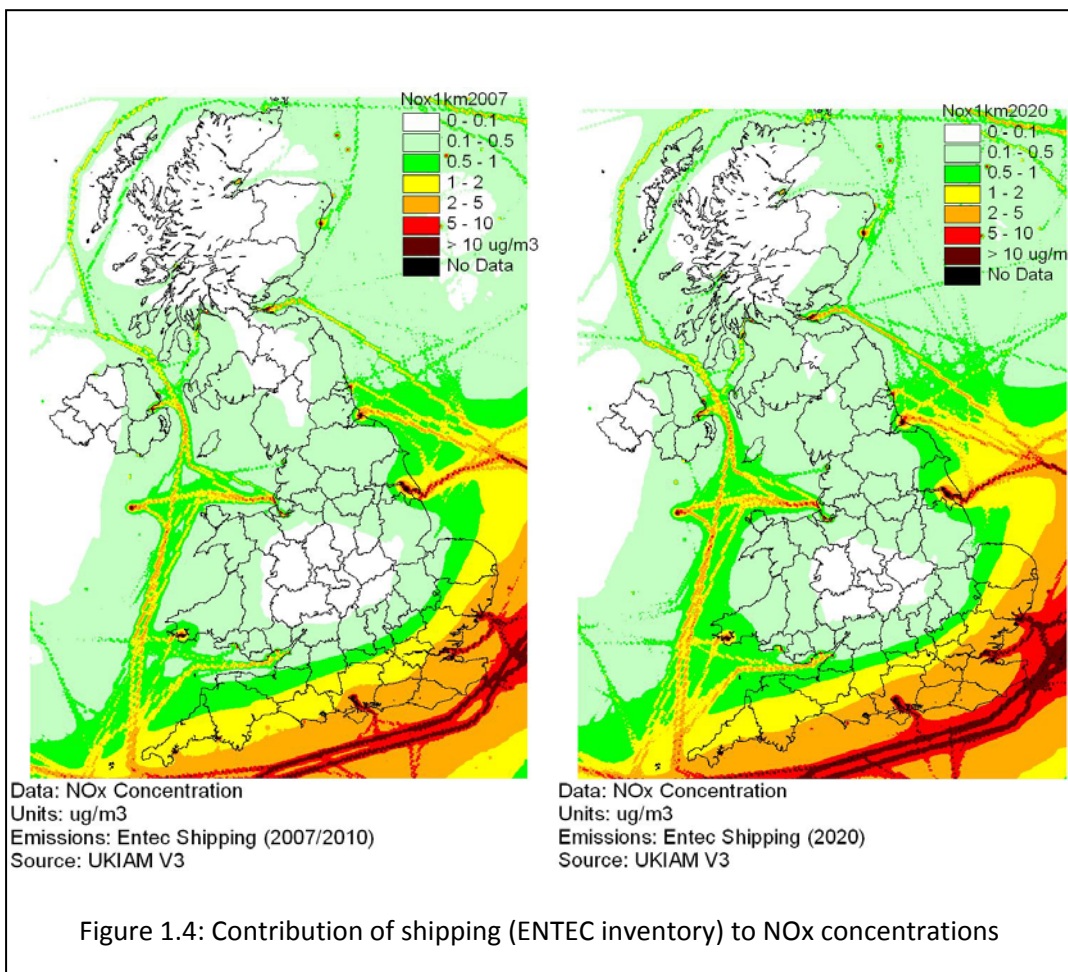 Nox1km2007
0 - 0.1
0.1 - 0.5
0.5 - 1
1 - 2
2 - 5
5 - 10
> 10 ug/m3
No Data
Data: NOx Concentration
Units: ug/m3
Emissions: Entec Shipping (2007/2010)
Source: UKIAM V3
Nox1km2020
0 - 0.1
0.1 - 0.5
0.5 - 1
1 - 2
2 - 5
5 - 10
> 10 ug/m
No Data
Data: NOx Concentration
Units: ug/m3
Emissions: Entec Shipping (2020)
Source: UKIAM V3
Figure 1.4: Contribution of shipping (ENTEC inventory) to NOx concentrations